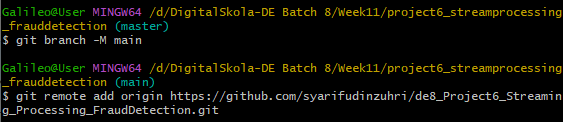 Galileo@User MINGW64 /d/DigitalSkola-DE Batch 8/Week11/project6_streamprocessing
_frauddetection (master)
$ git branch -M main
Galileo@User MINGW64 /d/DigitalSkola-DE Batch 8/Week11/project6_streamprocessing
_frauddetection (main)
$ git remote add origin https://github.com/syarifudinzuhri/de8_Project6_Streamin
g_Processing_FraudDetection.git